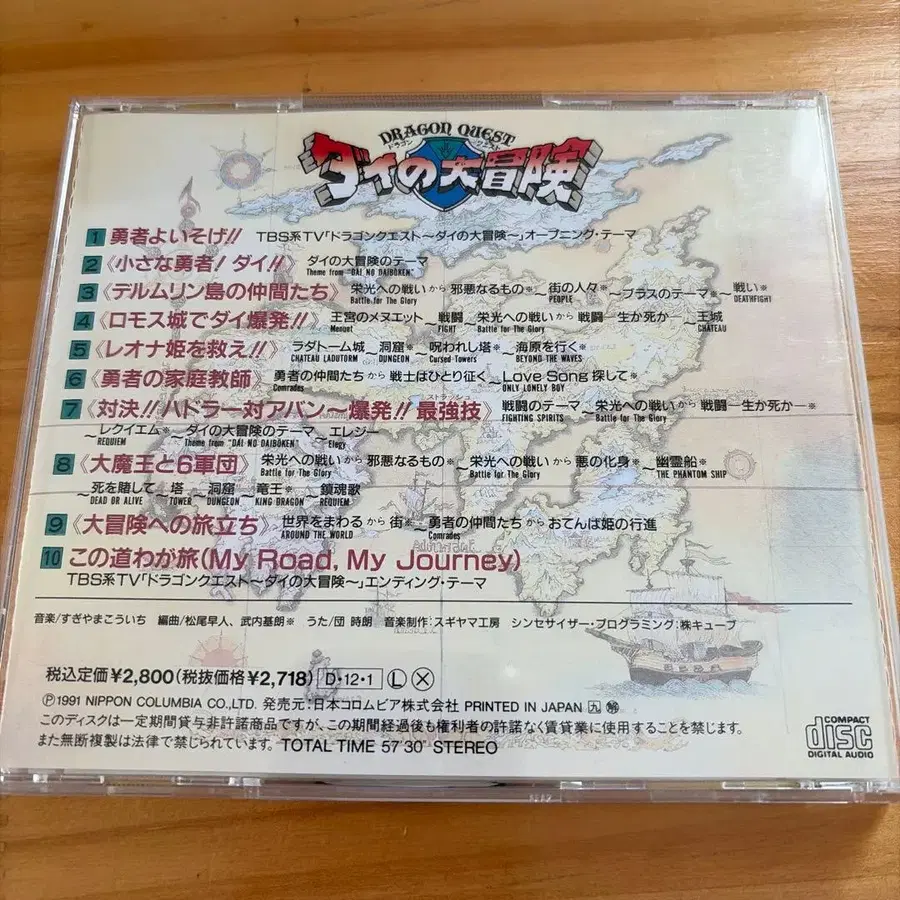 DRAGON QUEST
ドラゴン クエスト
ダイの大冒険
1 勇者よいそげ!! TBS系TV「ドラゴンクエスト〜ダイの大冒険〜」オープニング・テーマ
2 《小さな勇者!ダイ!!》 ダイの大冒険のテーマ
Theme from "DAI NO DAIBOKEN"
3 《デルムリン島の仲間たち》 栄光への戦いから邪悪なるもの※〜街の人々※〜ブラスのテーマ※〜戦い※
Battle for The Glory PEOPLE DEATHFIGHT
4 《ロモス城でダイ爆発!!》 王宮のメヌエット〜戦闘〜栄光への戦いから戦闘―生か死か―〜王城
Menuet FIGHT Battle for The Glory CHATEAU
5 《レオナ姫を救え!!》 ラダトーム城〜洞窟※〜呪われし塔※〜海原を行く※
CHATEAU LADUTORM DUNGEON Cursed Towers BEYOND THE WAVES
6 《勇者の家庭教師》 勇者の仲間たちから戦士はひとり征く〜Love Song 探して※
Comrades ONLY LONELY BOY
ストラッシュ
7 《対決!!ハドラー対アバン〜爆発!!最強技》 戦闘のテーマ〜栄光への戦いから戦闘―生か死か―※
FIGHTING SPIRITS Battle for The Glory
〜レクイエム※〜ダイの大冒険のテーマ〜エレジー
REQUIEM Theme from "DAI NO DAIBOKEN" Elegy
8 《大魔王と6軍団》 栄光への戦いから邪悪なるもの※〜栄光への戦いから悪の化身※〜幽霊船※
Battle for The Glory Battle for The Glory THE PHANTOM SHIP
〜死を賭して〜塔※〜洞窟※〜竜王※〜鎮魂歌
DEAD OR ALIVE TOWER DUNGEON KING DRAGON REQUIEM
9 《大冒険への旅立ち》 世界をまわるから街※〜勇者の仲間たちからおてんば姫の行進
AROUND THE WORLD Comrades
10 この道わが旅(My Road, My Journey)
TBS系TV「ドラゴンクエスト〜ダイの大冒険〜」エンディング・テーマ
音楽/すぎやまこういち 編曲/松尾早人、武内基朗※ うた/団 時朗 音楽制作:スギヤマ工房 シンセサイザー・プログラミング:㈱キューブ
税込定価¥2,800(税抜価格¥2,718) D・12・1 L X
Ⓟ1991 NIPPON COLUMBIA CO., LTD. 発売元:日本コロムビア株式会社 PRINTED IN JAPAN 九
このディスクは一定期間貸与非許諾商品ですが、この期間経過後も権利者の許諾なく賃貸業に使用することを禁じます。
また無断複製は法律で禁じられています。 TOTAL TIME 57'30" STEREO
COMPACT
disc
DIGITAL AUDIO